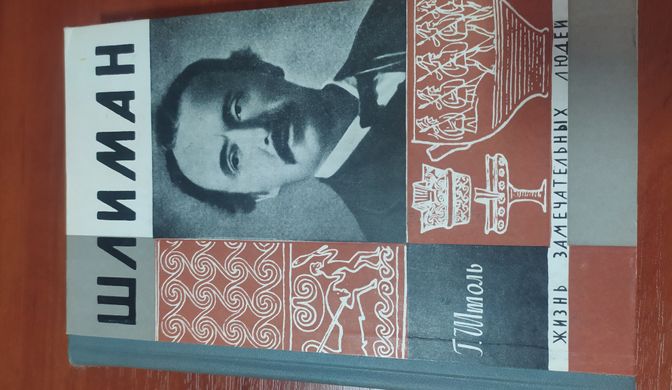 ШЛИМАН
Г. Штоль
ЖИЗНЬ ЗАМЕЧАТЕЛЬНЫХ ЛЮДЕЙ